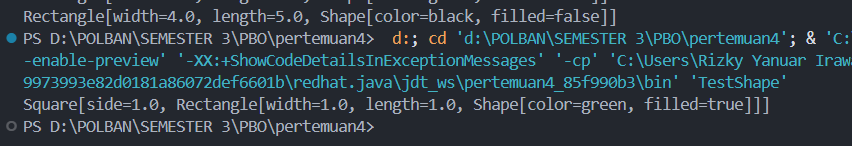 Rectangle[width=4.0, length=5.0, Shape[color=black, filled=false]]
PS D:\POLBAN\SEMESTER 3\PBO\pertemuan4>  d:; cd 'd:\POLBAN\SEMESTER 3\PBO\pertemuan4'; & 'C:
-enable-preview' '-XX:+ShowCodeDetailsInExceptionMessages' '-cp' 'C:\Users\Rizky Yanuar Irawa
9973993e82d0181a86072def6601b\redhat.java\jdt_ws\pertemuan4_85f990b3\bin' 'TestShape'
Square[side=1.0, Rectangle[width=1.0, length=1.0, Shape[color=green, filled=true]]]
PS D:\POLBAN\SEMESTER 3\PBO\pertemuan4>